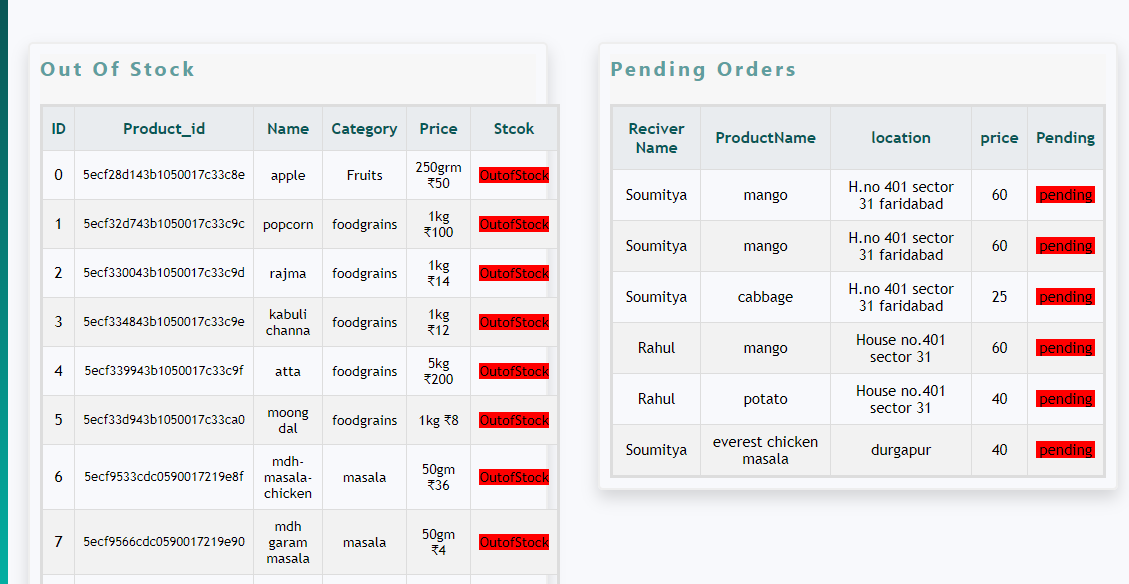 Out Of Stock
ID Product_id Name Category Price Stcok
0 5ecf28d143b1050017c33c8e apple Fruits 250grm ₹50 OutofStock
1 5ecf32d743b1050017c33c9c popcorn foodgrains 1kg ₹100 OutofStock
2 5ecf330043b1050017c33c9d rajma foodgrains 1kg ₹14 OutofStock
3 5ecf334843b1050017c33c9e kabuli channa foodgrains 1kg ₹12 OutofStock
4 5ecf339943b1050017c33c9f atta foodgrains 5kg ₹200 OutofStock
5 5ecf33d943b1050017c33ca0 moong dal foodgrains 1kg ₹8 OutofStock
6 5ecf9533cdc0590017219e8f mdh-masala-chicken masala 50gm ₹36 OutofStock
7 5ecf9566cdc0590017219e90 mdh garam masala masala 50gm ₹4 OutofStock
Pending Orders
Reciver Name ProductName location price Pending
Soumitya mango H.no 401 sector 31 faridabad 60 pending
Soumitya mango H.no 401 sector 31 faridabad 60 pending
Soumitya cabbage H.no 401 sector 31 faridabad 25 pending
Rahul mango House no.401 sector 31 60 pending
Rahul potato House no.401 sector 31 40 pending
Soumitya everest chicken masala durgapur 40 pending